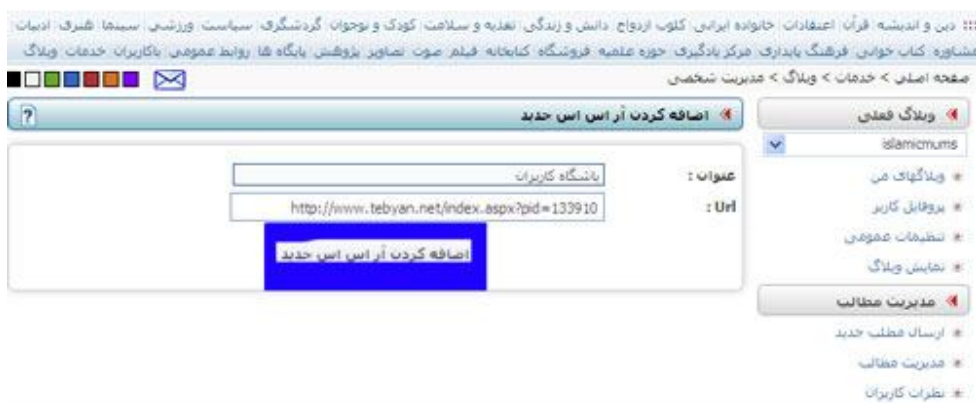 دین و اندیشه قرآن اعتقادات خانواده ایرانی کلوب ازدواج دانش و زندگی تغذیه و سلامت کودک و نوجوان گردشگری سیاست ورزشی سینما هنری ادبیات
مشاوره کتاب خوانی فرهنگ پایداری مرکز یادگیری حوزه علمیه فروشگاه کتابخانه فیلم صوت تصاویر پژوهش پایگاه ها روابط عمومی باکاربران خدمات وبلاگ
صفحه اصلی > خدمات > وبلاگ > مدیریت شخصی
وبلاگ فعلی
islamicmums
وبلاگهای من
پروفایل کاربر
تنظیمات عمومی
نمایش وبلاگ
مدیریت مطالب
ارسال مطلب جدید
مدیریت مطالب
نظرات کاربران
اضافه کردن آر اس اس جدید
?
عنوان : باشگاه کاربران
Url : http://www.tebyan.net/index.aspx?pid=133910
اضافه کردن آر اس اس جدید